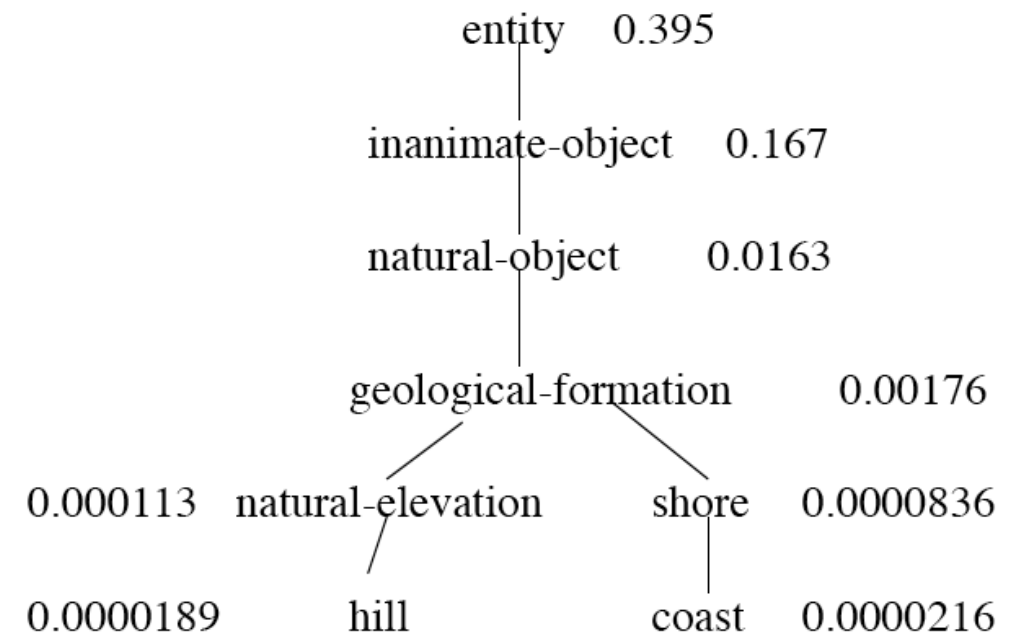 entity 0.395
inanimate-object 0.167
natural-object 0.0163
geological-formation 0.00176
0.000113 natural-elevation shore 0.0000836
0.0000189 hill coast 0.0000216